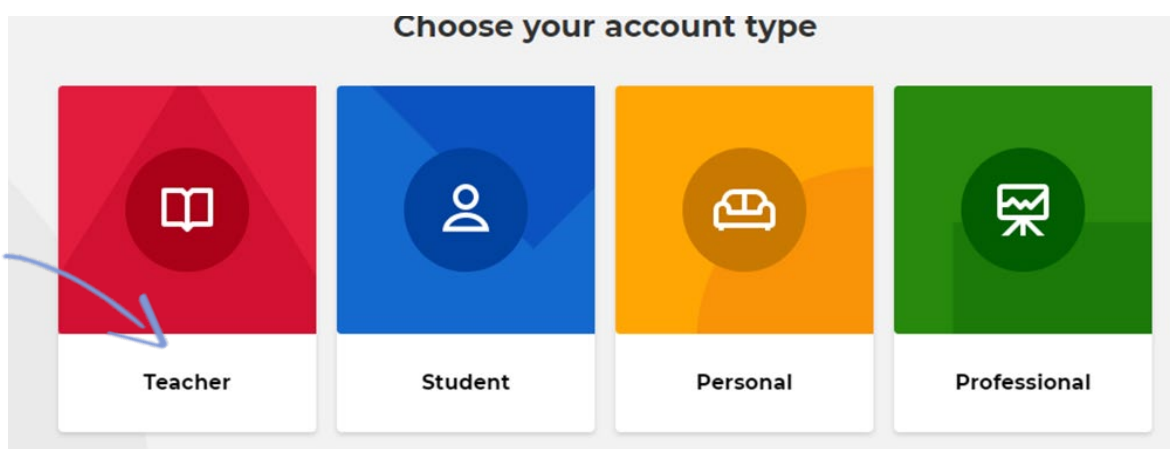 Choose your account type
Teacher
Student
Personal
Professional